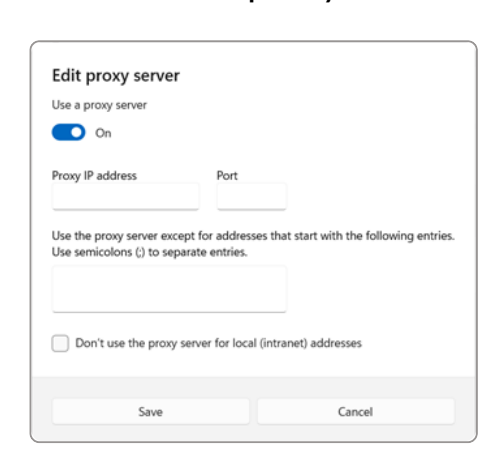 Edit proxy server
Use a proxy server
On
Proxy IP address Port
Use the proxy server except for addresses that start with the following entries.
Use semicolons (;) to separate entries.
Don't use the proxy server for local (intranet) addresses
Save Cancel